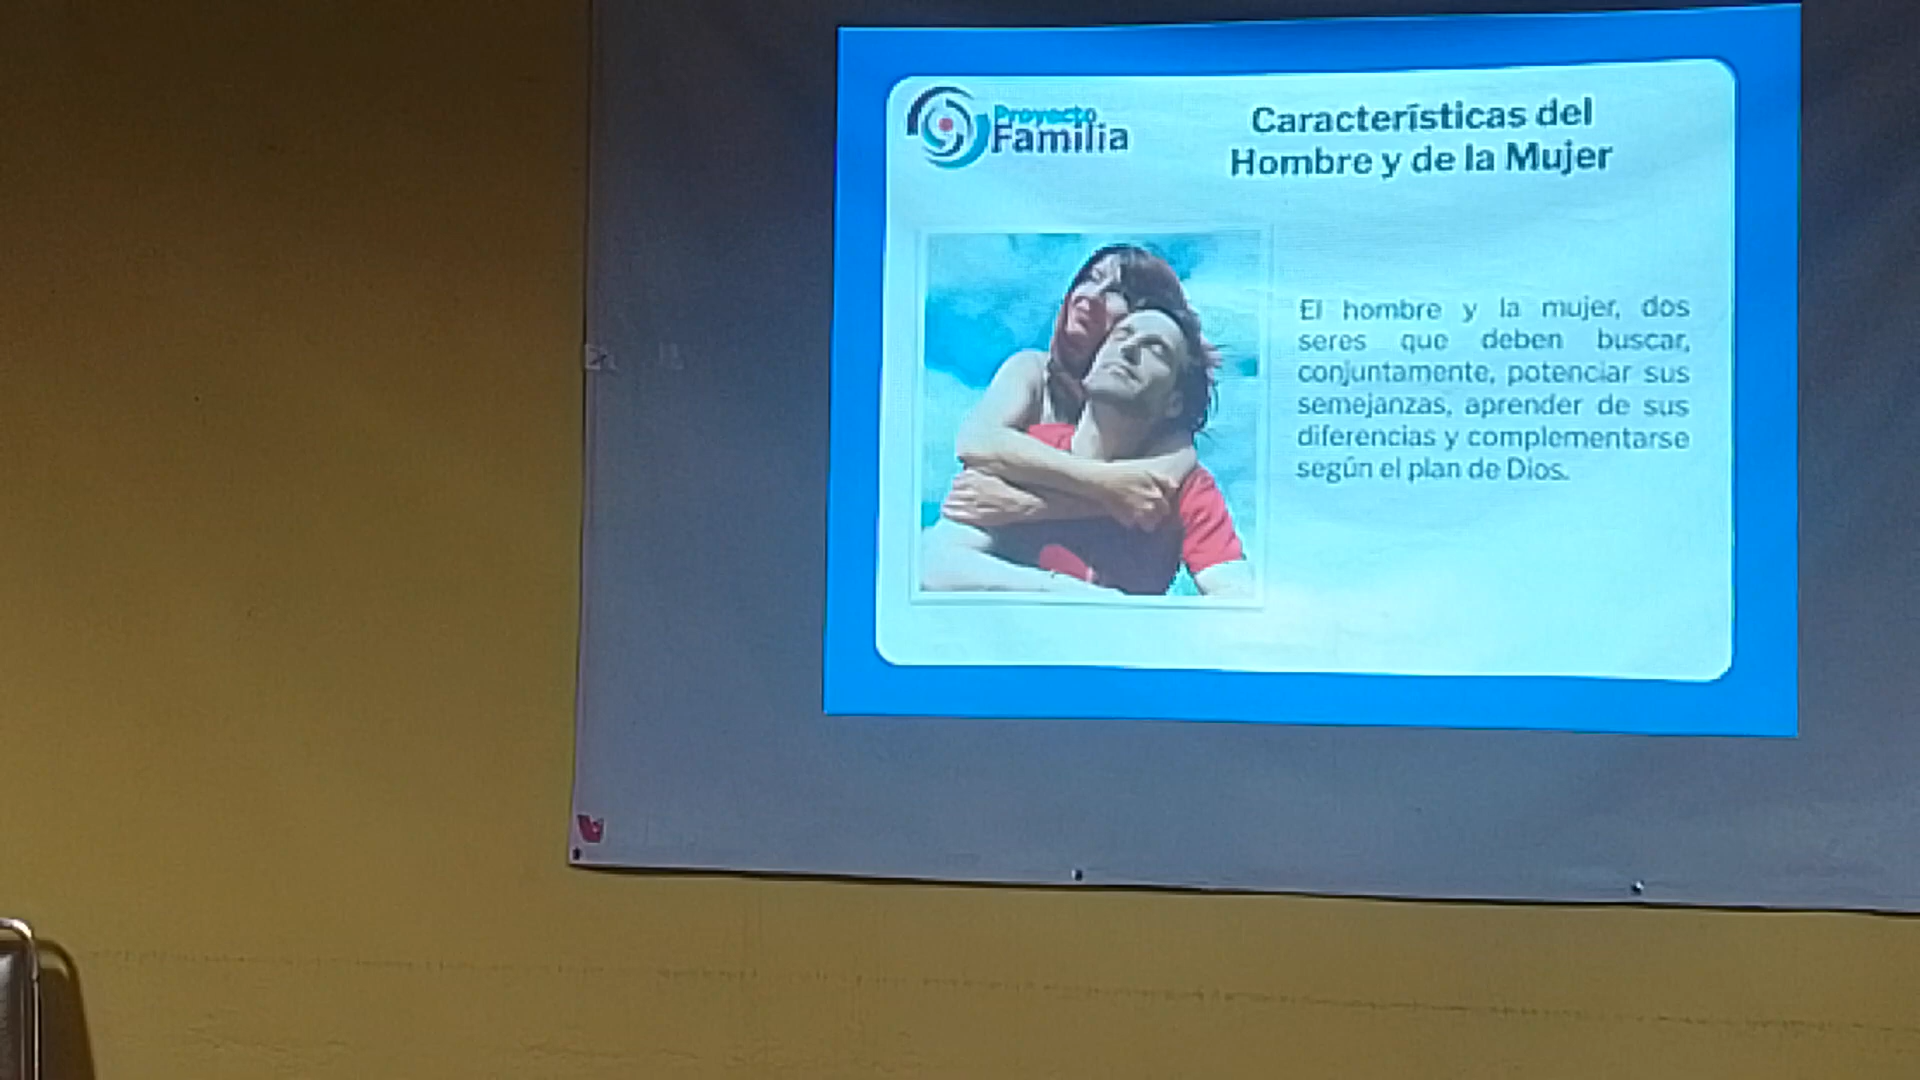 Proyecto
Familia
Características del
Hombre y de la Mujer
El hombre y la mujer, dos
seres que deben buscar,
conjuntamente, potenciar sus
semejanzas, aprender de sus
diferencias y complementarse
según el plan de Dios.